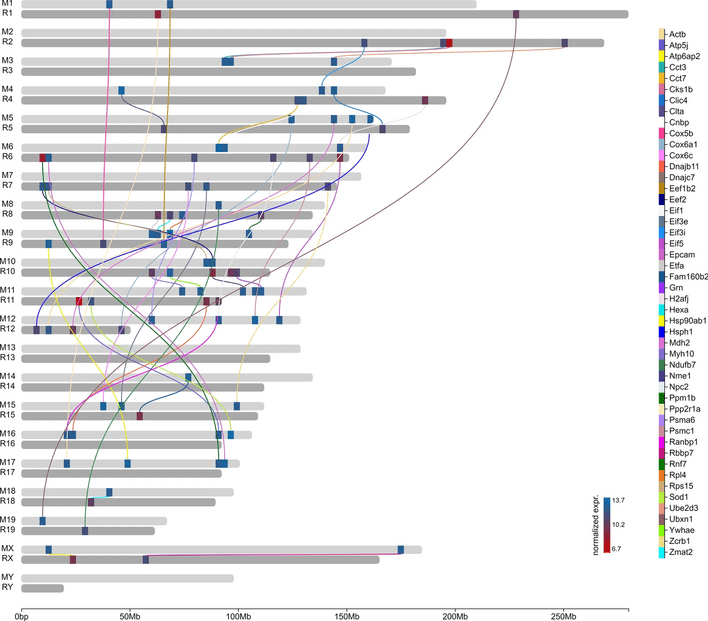 M1
R1
M2
R2
M3
R3
M4
R4
M5
R5
M6
R6
M7
R7
M8
R8
M9
R9
M10
R10
M11
R11
M12
R12
M13
R13
M14
R14
M15
R15
M16
R16
M17
R17
M18
R18
M19
R19
MX
RX
MY
RY
0bp
50Mb
100Mb
150Mb
200Mb
250Mb
normalized expr.
13.7
10.2
6.7
Actb
Atp5j
Atp6ap2
Cct3
Cct7
Cks1b
Clic4
Clta
Cnbp
Cox5b
Cox6a1
Cox6c
Dnajb11
Dnajc7
Eef1b2
Eef2
Eif1
Eif3e
Eif3i
Eif5
Epcam
Etfa
Fam160b2
Grn
H2afj
Hexa
Hsp90ab1
Hsph1
Mdh2
Myh10
Ndufb7
Nme1
Npc2
Ppm1b
Ppp2r1a
Psma6
Psmc1
Ranbp1
Rbbp7
Rnf7
Rpl4
Rps15
Sod1
Ube2d3
Ubxn1
Ywhae
Zcrb1
Zmat2